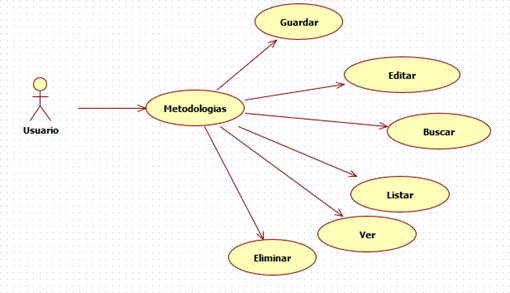 Guardar
Editar
Metodologias
Usuario
Buscar
Listar
Ver
Eliminar